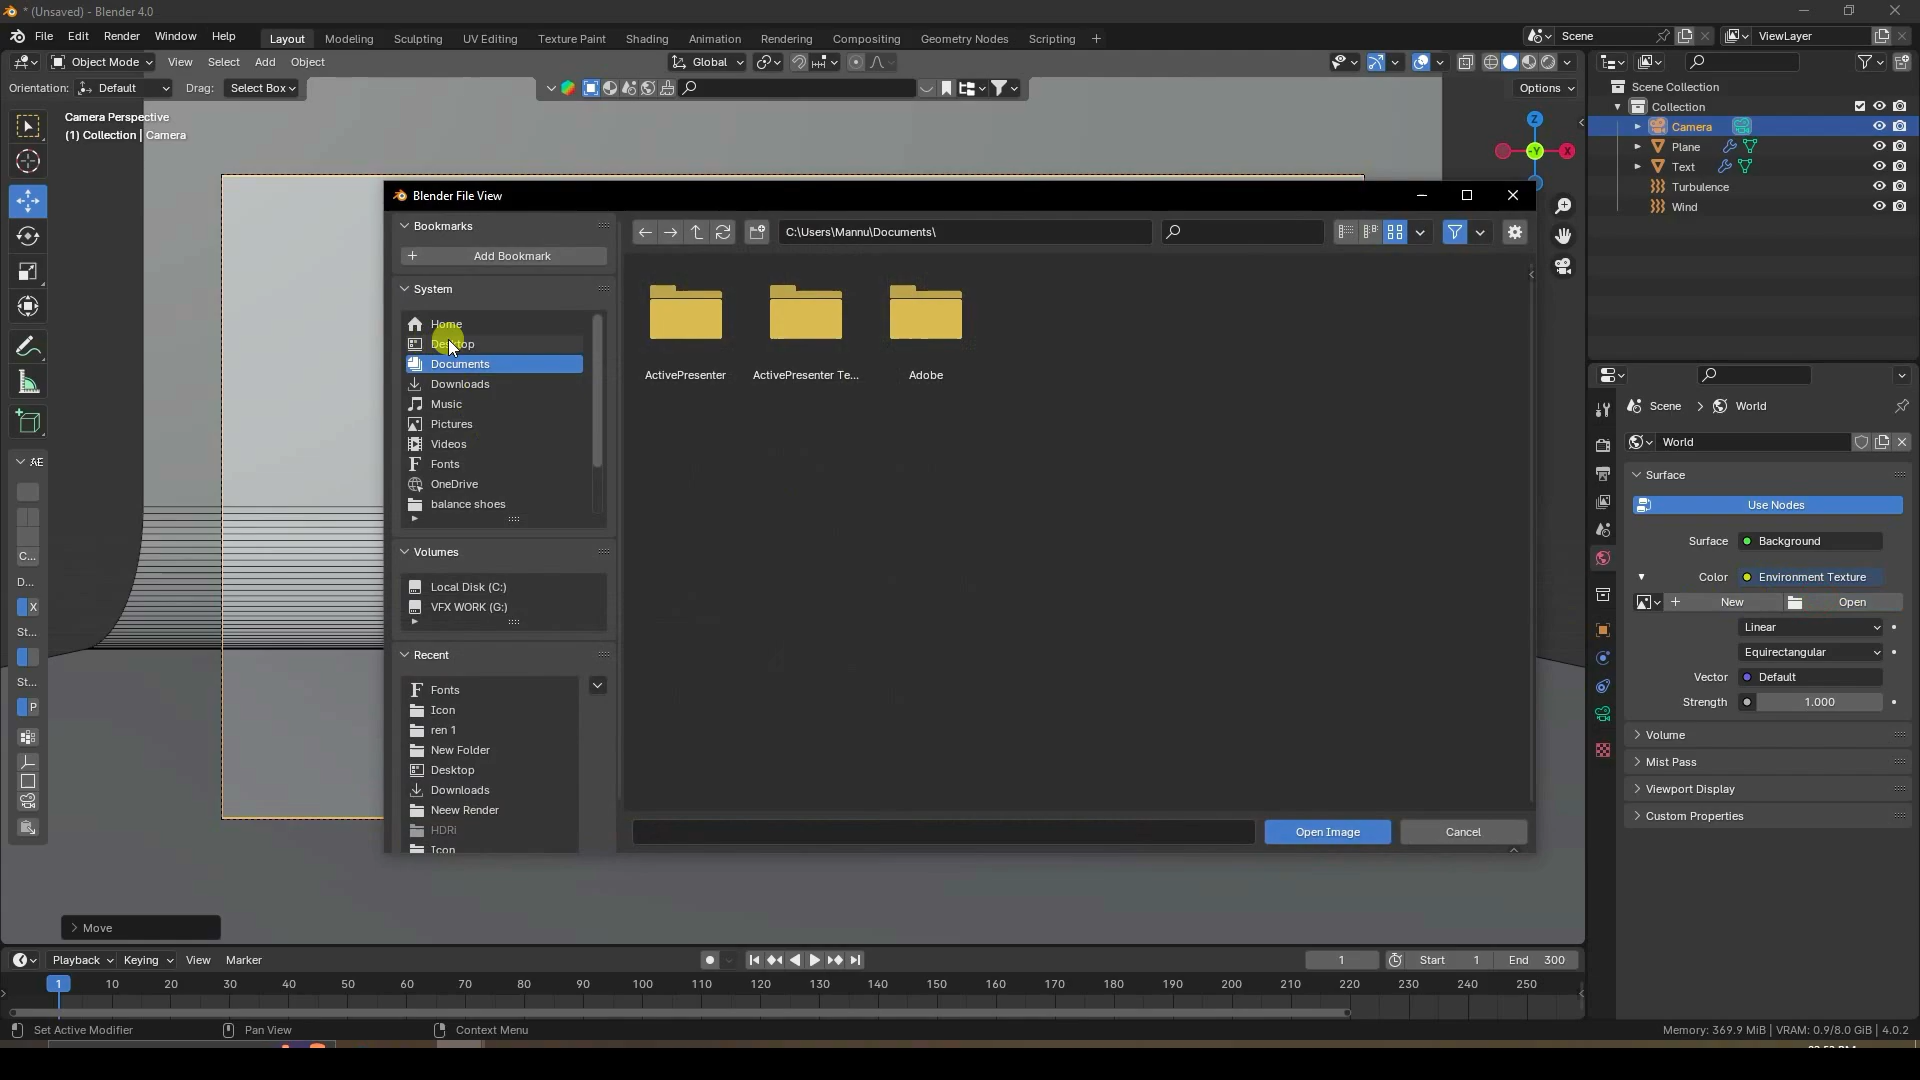 * (Unsaved) - Blender 4.0
File Edit Render Window Help
Layout Modeling Sculpting UV Editing Texture Paint Shading Animation Rendering Compositing Geometry Nodes Scripting +
Scene ViewLayer
Object Mode View Select Add Object Global
Orientation: Default Drag: Select Box Options
Camera Perspective
(1) Collection | Camera
Scene Collection
Collection
Camera
Plane
Text
Turbulence
Wind
Z
-Y X
Blender File View
Bookmarks
Add Bookmark
C:\Users\Mannu\Documents\
System
Home
Desktop
Documents
Downloads
Music
Pictures
Videos
Fonts
OneDrive
balance shoes
ActivePresenter ActivePresenter Te... Adobe
Volumes
Local Disk (C:)
VFX WORK (G:)
Recent
Fonts
Icon
ren 1
New Folder
Desktop
Downloads
Neew Render
HDRi
Icon
Open Image Cancel
AE
C...
D...
X
St...
St...
P
Scene > World
World
Surface
Use Nodes
Surface Background
Color Environment Texture
New Open
Linear
Equirectangular
Vector Default
Strength 1.000
Volume
Mist Pass
Viewport Display
Custom Properties
> Move
Playback Keying View Marker 1 Start 1 End 300
1 10 20 30 40 50 60 70 80 90 100 110 120 130 140 150 160 170 180 190 200 210 220 230 240 250
Set Active Modifier Pan View Context Menu Memory: 369.9 MiB | VRAM: 0.9/8.0 GiB | 4.0.2